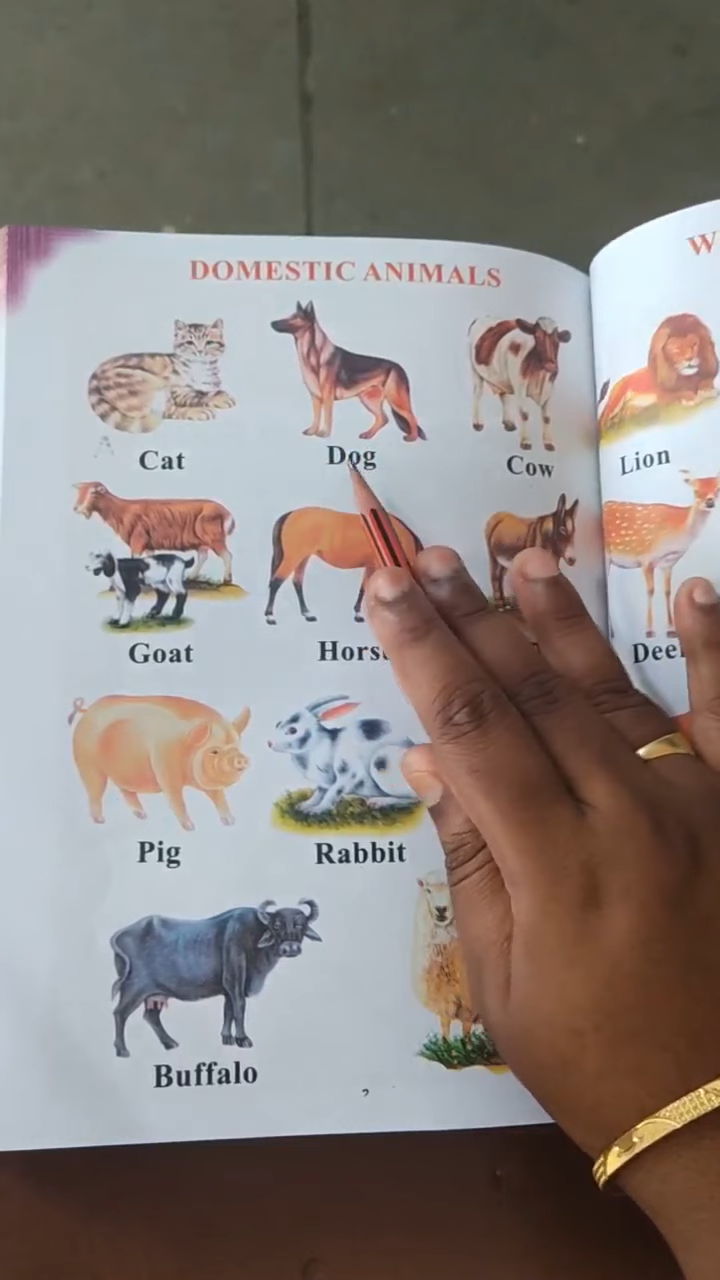 DOMESTIC ANIMALS
Cat
Dog
Cow
Goat
Pig
Rabbit
Buffalo
Lion